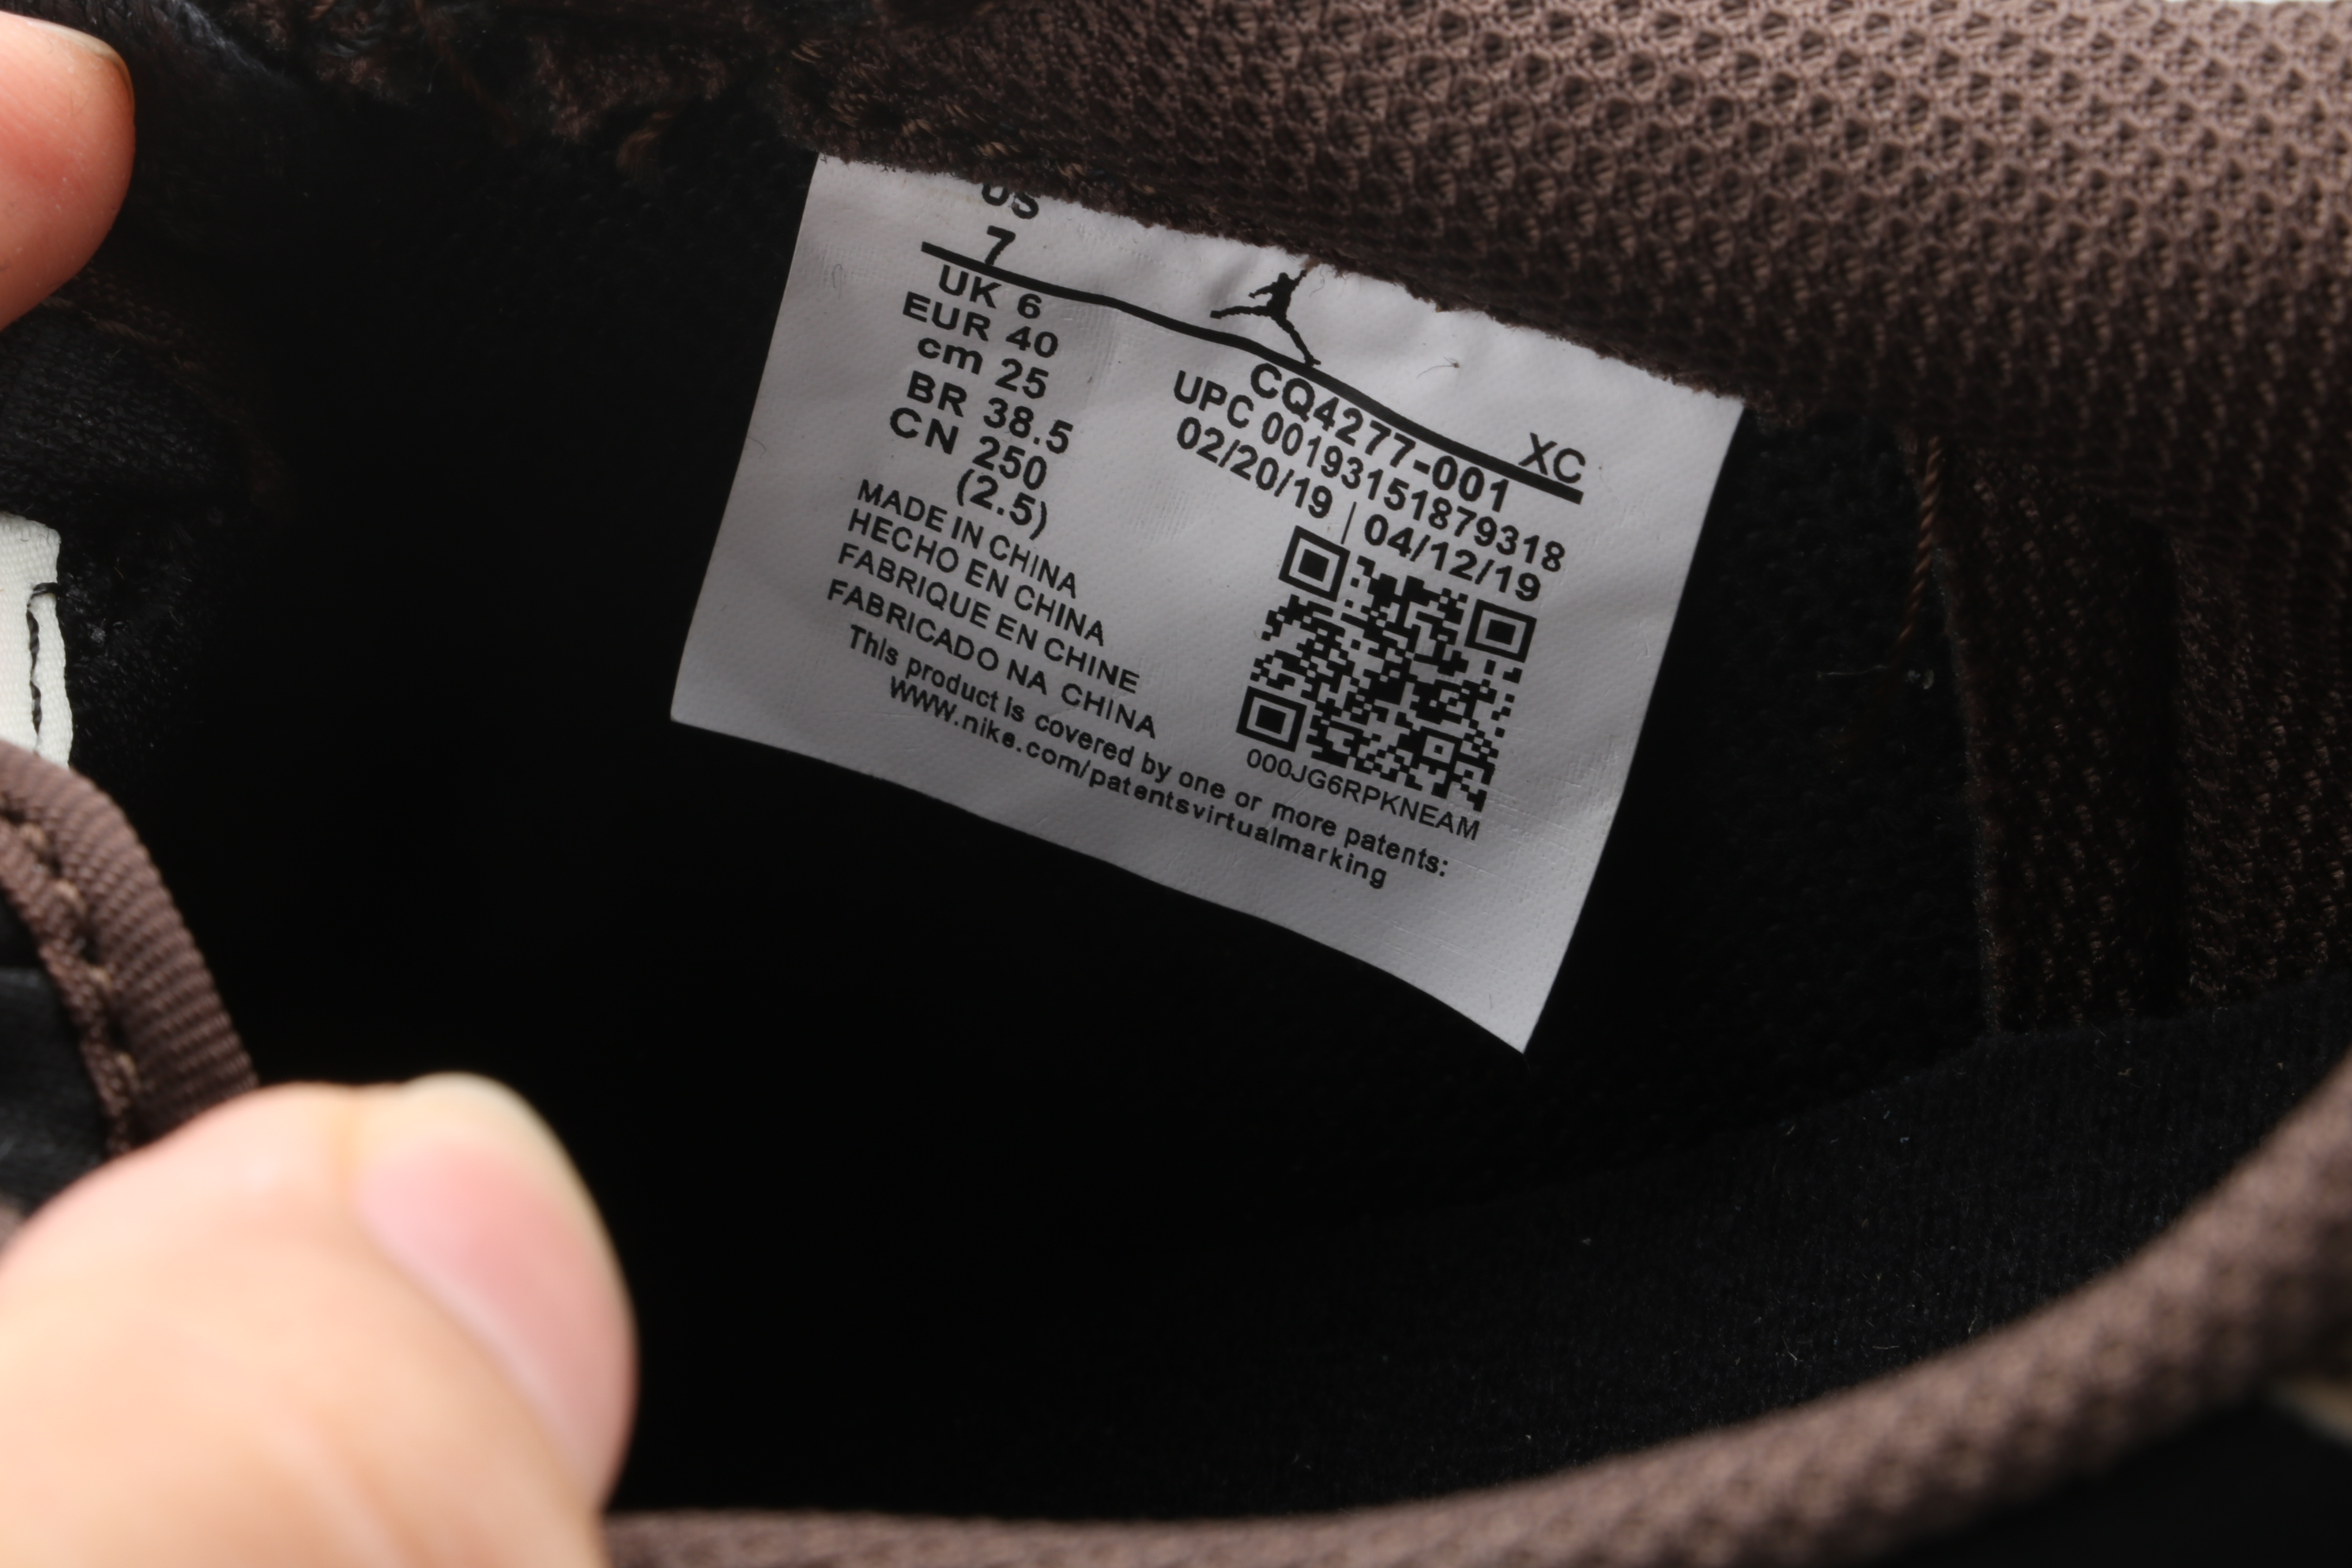 US
7
UK 6
EUR 40
cm 25
BR 38.5
CN 250
(2.5)
XC
CQ4277-001
UPC 00193151879318
02/20/19 | 04/12/19
MADE IN CHINA
HECHO EN CHINA
FABRIQUE EN CHINE
FABRICADO NA CHINA
000JG6RPKNEAM
This product is covered by one or more patents:
www.nike.com/patentsvirtualmarking